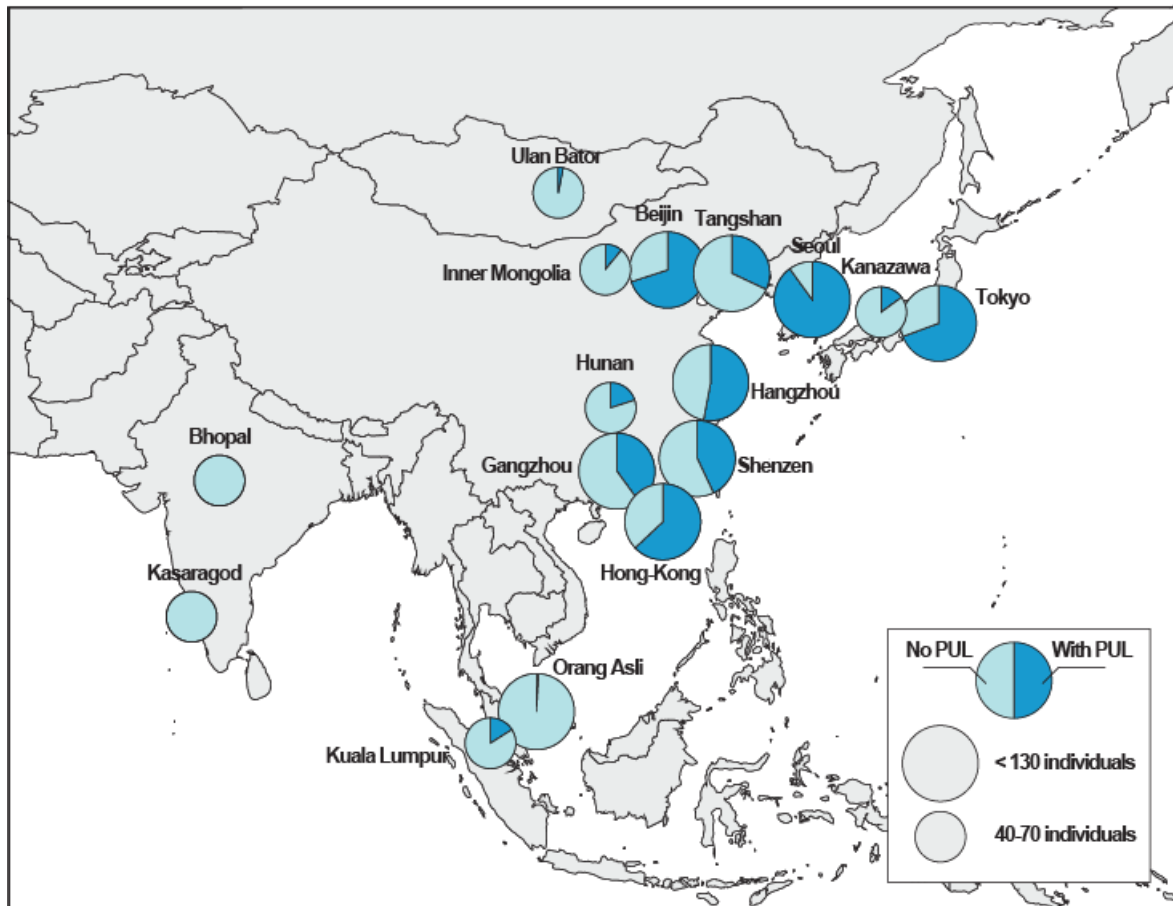 Ulan Bator
Beijin
Tangshan
Seoul
Inner Mongolia
Kanazawa
Tokyo
Hunan
Hangzhou
Bhopal
Gangzhou
Shenzen
Hong-Kong
Kasaragod
Orang Asli
Kuala Lumpur
No PUL
With PUL
< 130 individuals
40-70 individuals